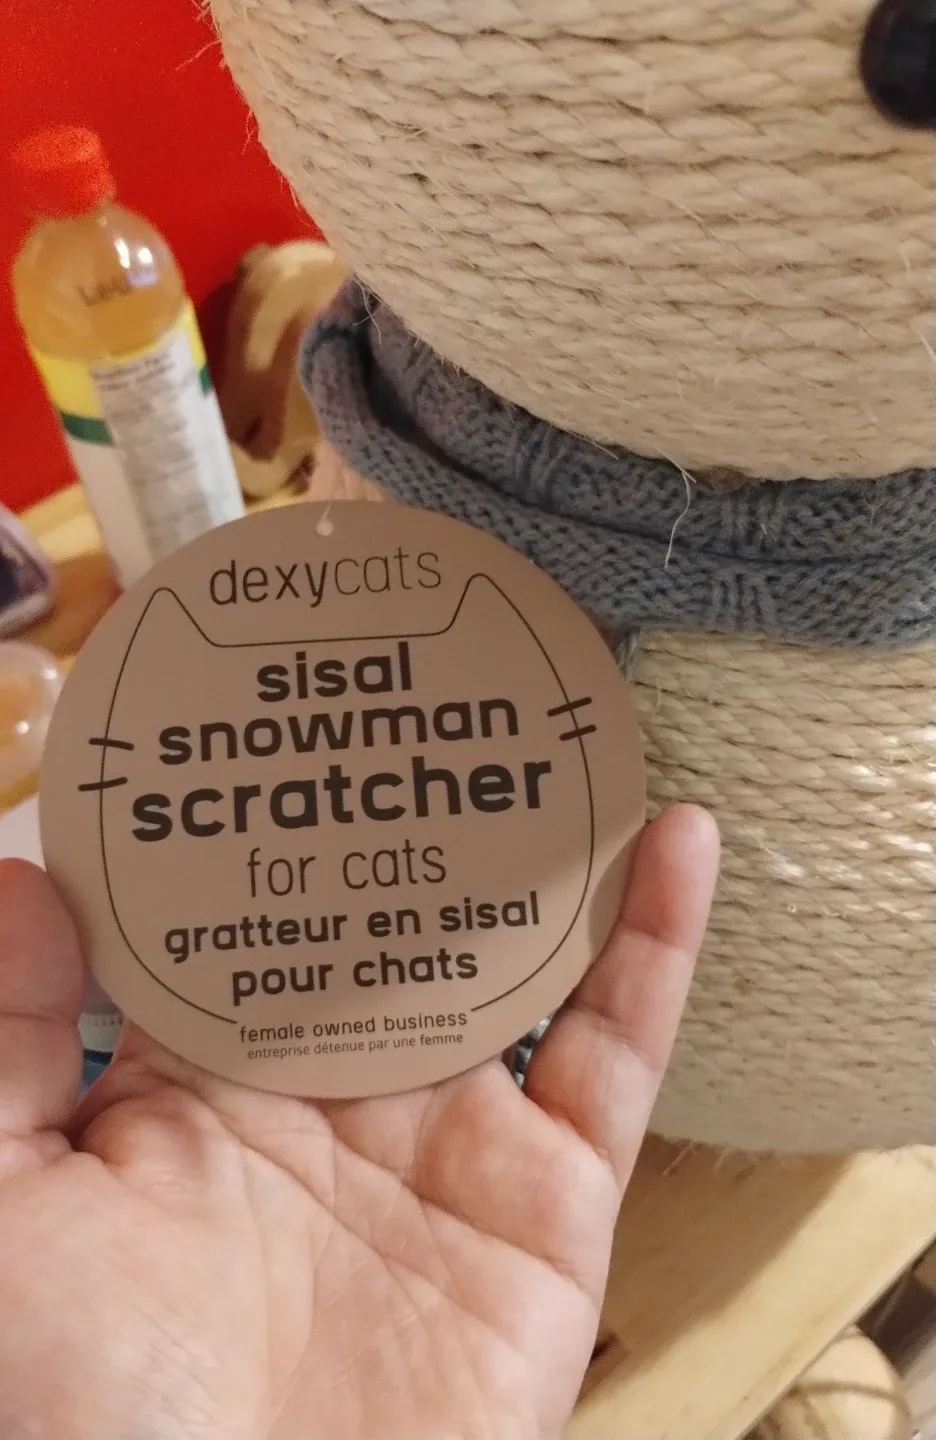 dexycats
sisal
snowman
scratcher
for cats
gratteur en sisal
pour chats
female owned business
entreprise détenue par une femme